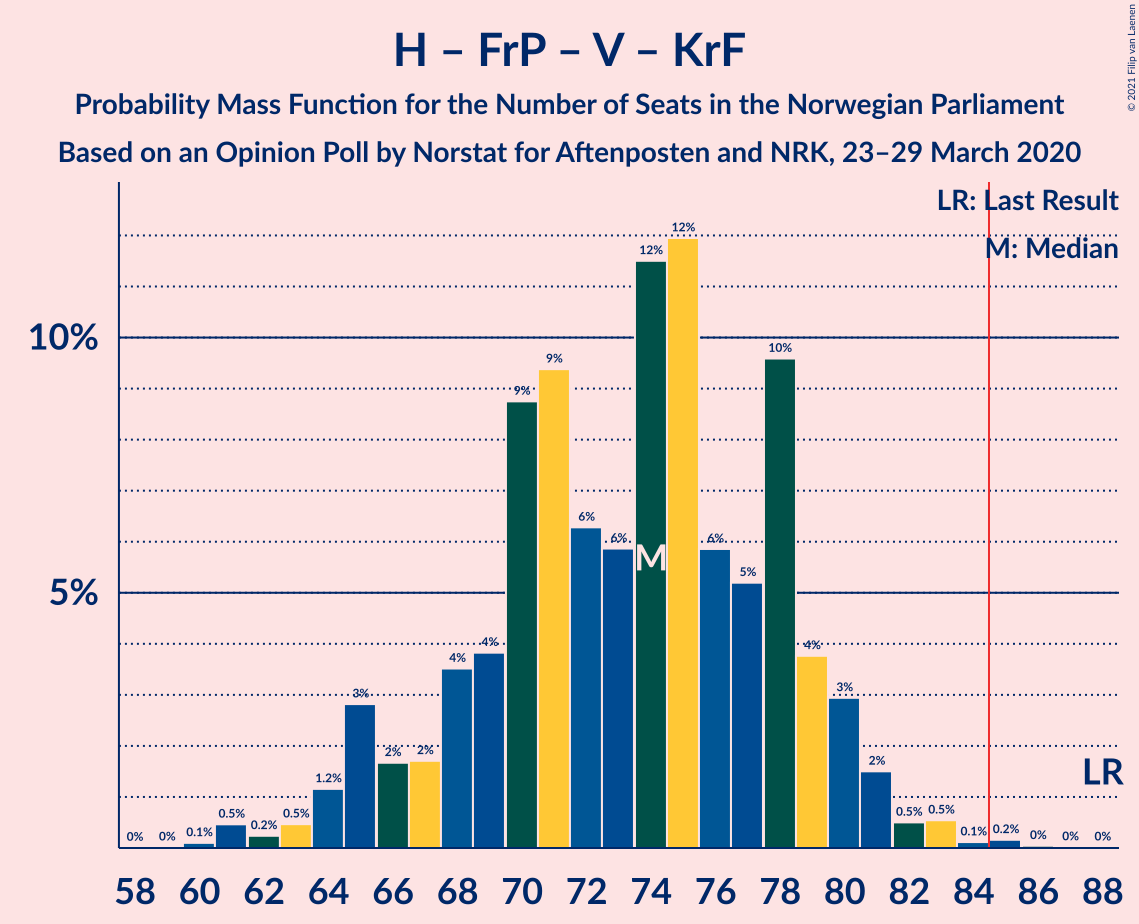 H – FrP – V – KrF
Probability Mass Function for the Number of Seats in the Norwegian Parliament
Based on an Opinion Poll by Norstat for Aftenposten and NRK, 23–29 March 2020
© 2021 Filip van Laenen
LR: Last Result
M: Median
10%
5%
0% 0% 0.1% 0.5% 0.2% 0.5% 1.2% 3% 2% 2% 4% 4% 9% 9% 6% 6% 12% 12% 6% 5% 10% 4% 3% 2% 0.5% 0.5% 0.1% 0.2% 0% 0% 0%
M
LR
58 60 62 64 66 68 70 72 74 76 78 80 82 84 86 88